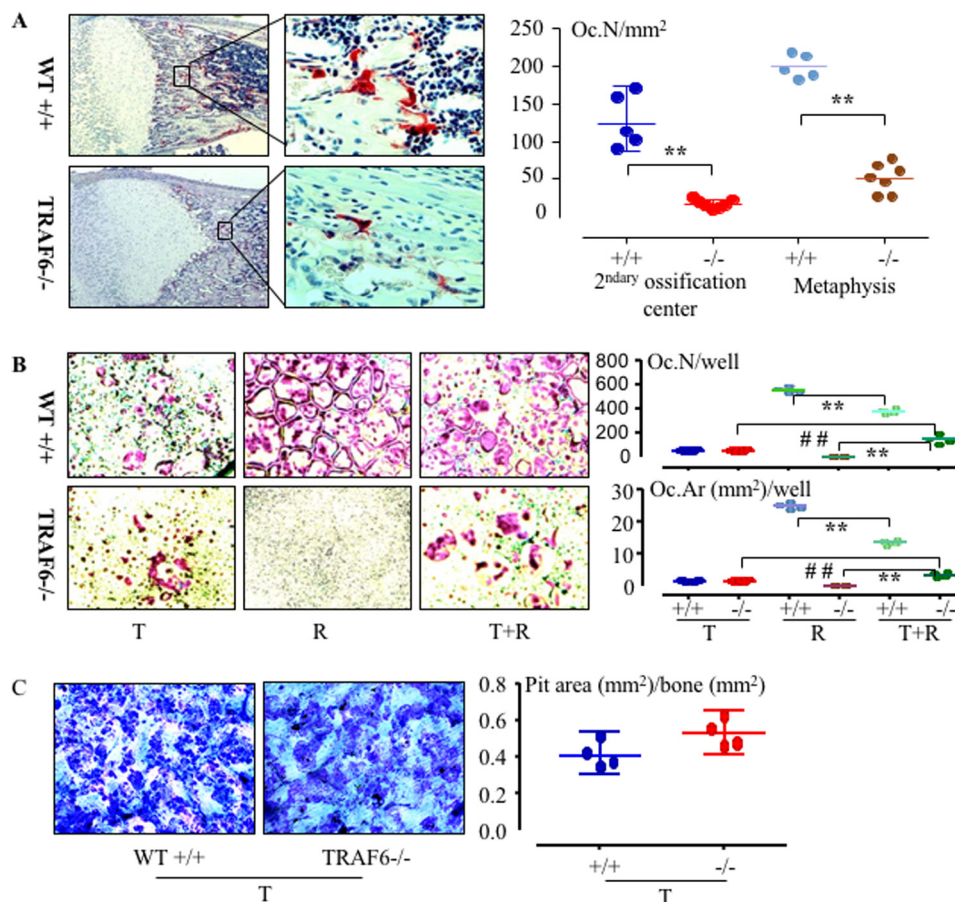 A
WT +/+
TRAF6-/-
Oc.N/mm²
250
200
150
100
50
0
**
**
+/+
-/-
+/+
-/-
2ndary ossification center
Metaphysis
B
WT +/+
TRAF6-/-
T
R
T+R
Oc.N/well
800
600
400
200
0
**
##
**
Oc.Ar (mm²)/well
30
20
10
0
**
##
**
+/+ -/- +/+ -/- +/+ -/-
T R T+R
C
WT +/+
TRAF6-/-
T
Pit area (mm²)/bone (mm²)
0.8
0.6
0.4
0.2
0.0
+/+
-/-
T